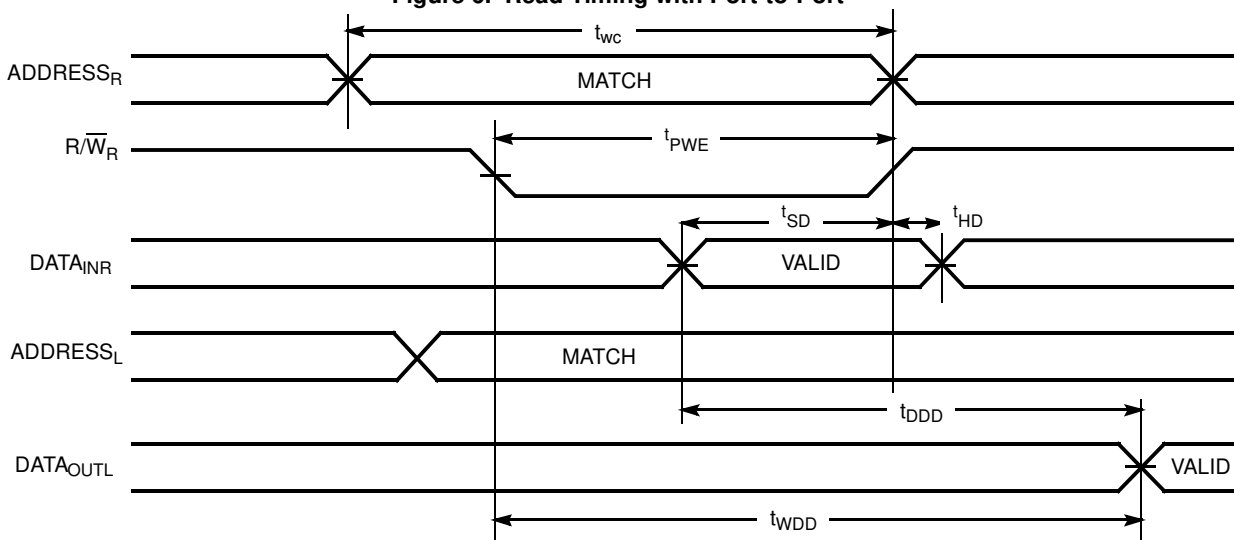 Figure 6. Read Timing with Port-to-Port
t_wc
ADDRESS_R
MATCH
t_PWE
R/W̅_R
t_SD
t_HD
DATA_INR
VALID
ADDRESS_L
MATCH
t_DDD
DATA_OUTL
VALID
t_WDD